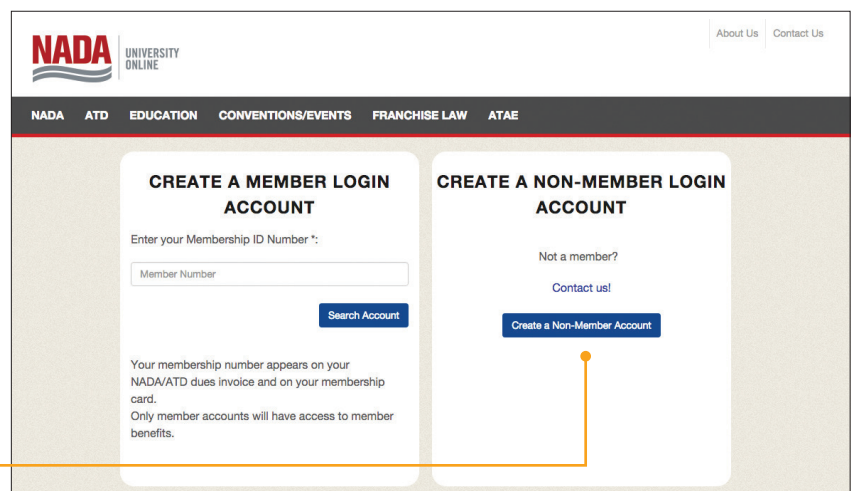 About Us Contact Us
NADA UNIVERSITY
ONLINE
NADA ATD EDUCATION CONVENTIONS/EVENTS FRANCHISE LAW ATAE
CREATE A MEMBER LOGIN
ACCOUNT
Enter your Membership ID Number *:
Member Number
Search Account
Your membership number appears on your
NADA/ATD dues invoice and on your membership
card.
Only member accounts will have access to member
benefits.
CREATE A NON-MEMBER LOGIN
ACCOUNT
Not a member?
Contact us!
Create a Non-Member Account